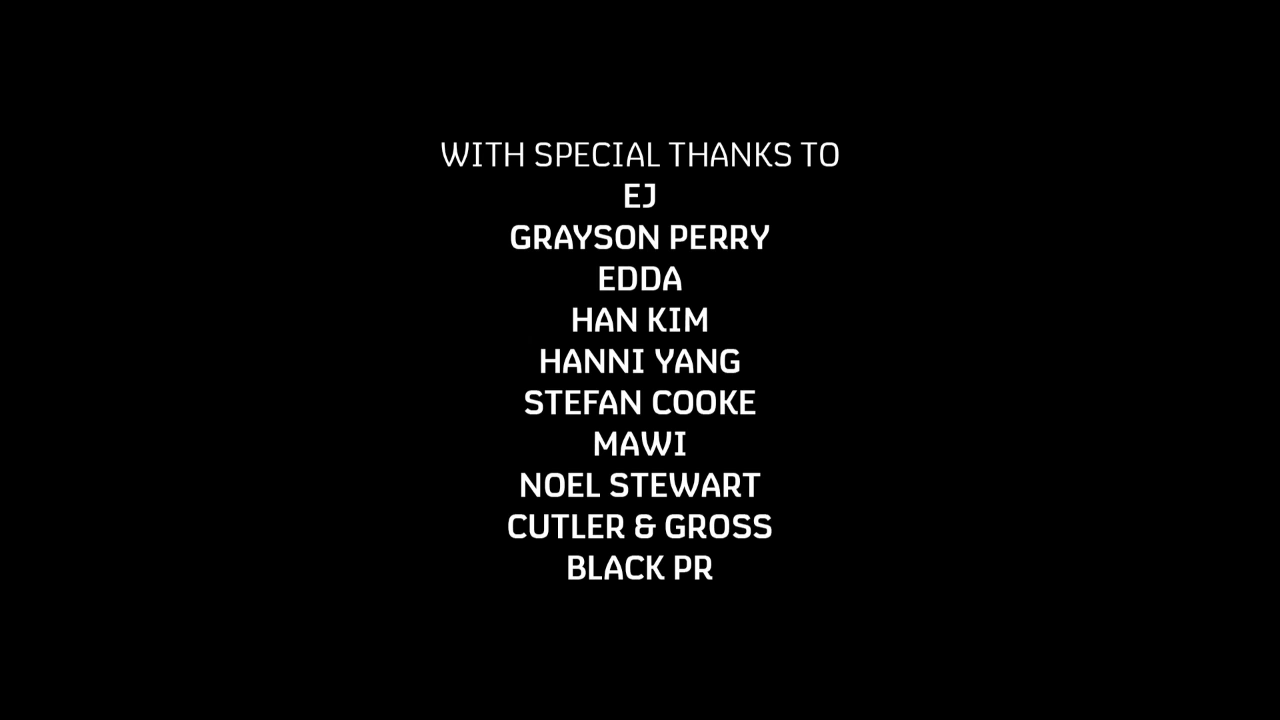 WITH SPECIAL THANKS TO
EJ
GRAYSON PERRY
EDDA
HAN KIM
HANNI YANG
STEFAN COOKE
MAWI
NOEL STEWART
CUTLER & GROSS
BLACK PR